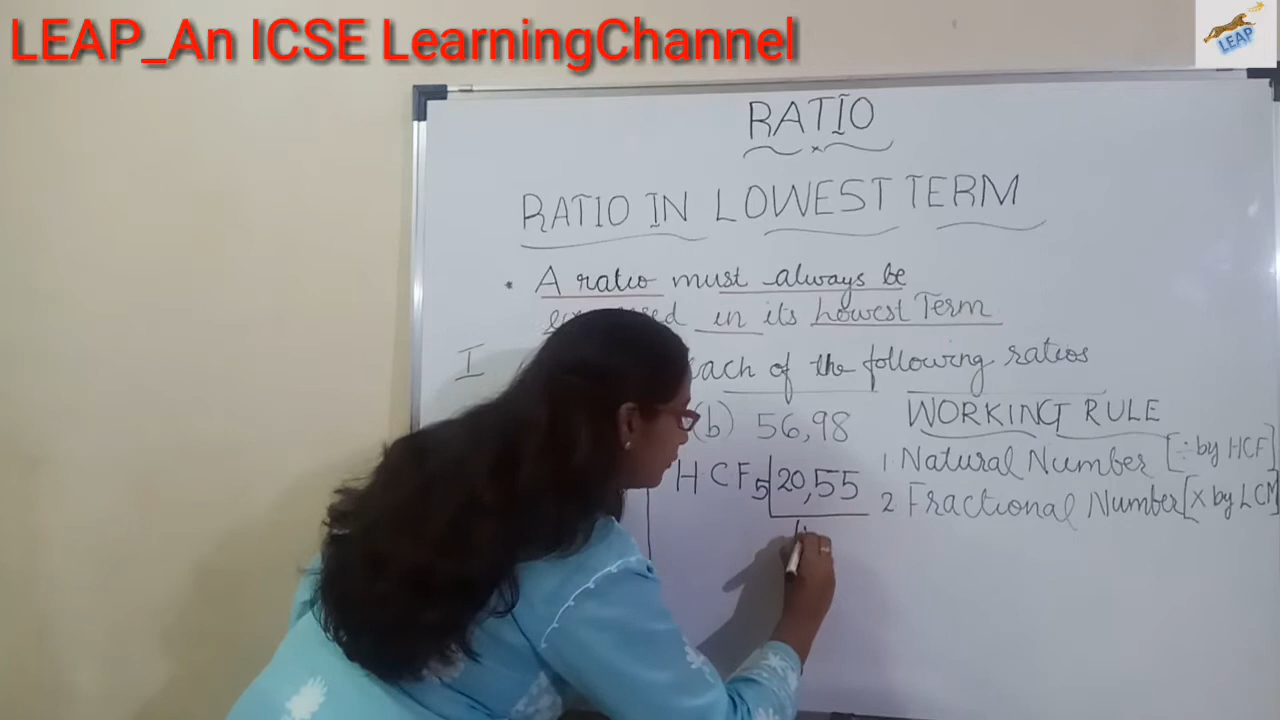 LEAP_An ICSE LearningChannel
LEAP
RATIO
RATIO IN LOWEST TERM
• A ratio must always be
in its Lowest Term
I each of the following ratios
(b) 56,98
WORKING RULE
HCF 5 20,55
1. Natural Number [÷ by HCF]
2 Fractional Number [× by LCM]